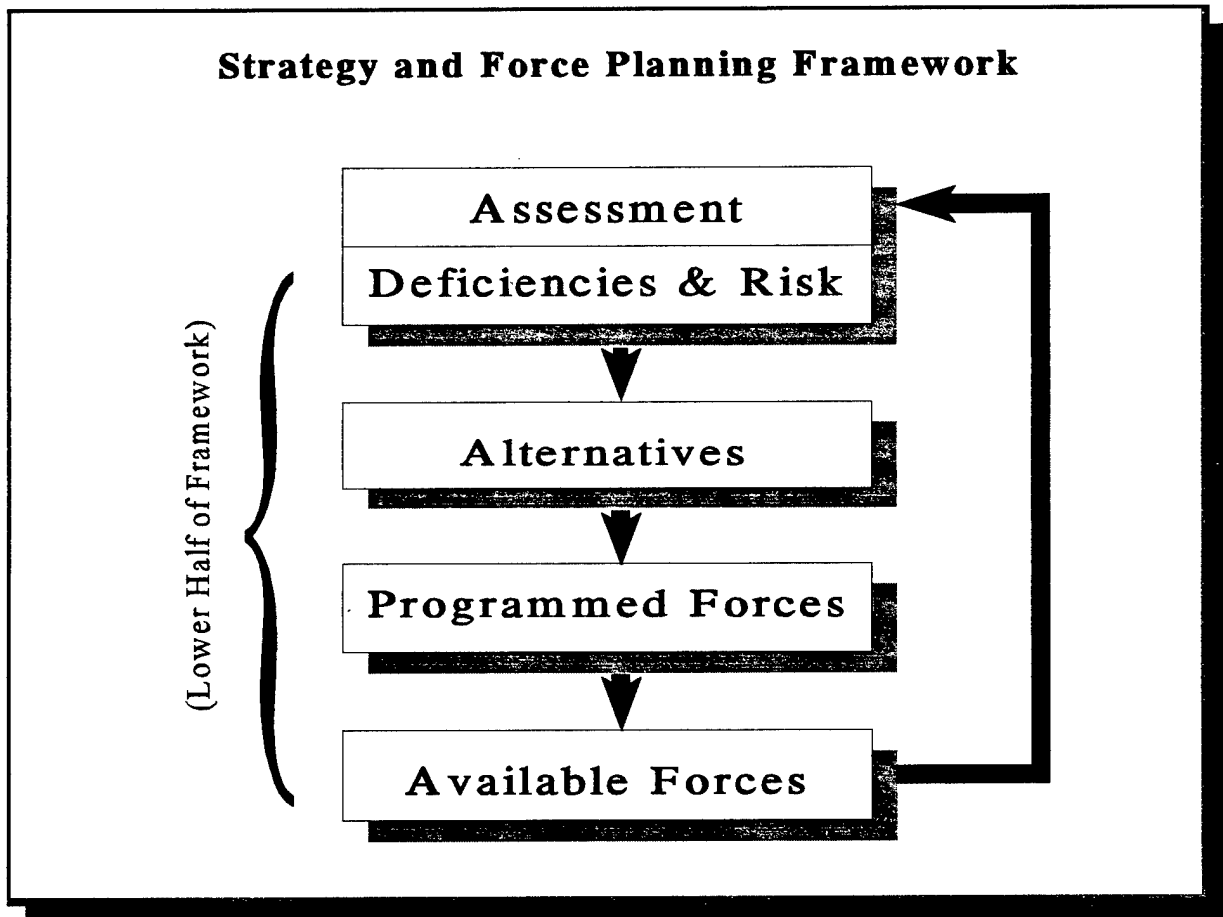 Strategy and Force Planning Framework
Assessment
Deficiencies & Risk
(Lower Half of Framework)
Alternatives
Programmed Forces
Available Forces